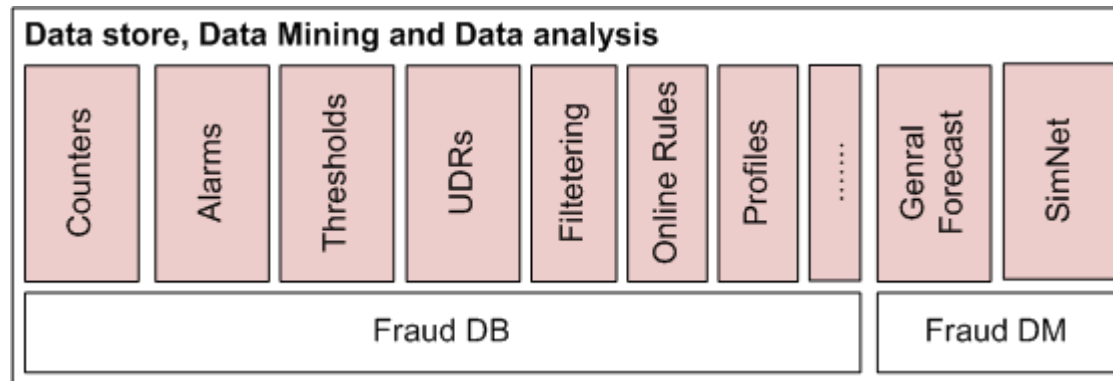 Data store, Data Mining and Data analysis
Counters
Alarms
Thresholds
UDRs
Filtetering
Online Rules
Profiles
........
Genral
Forecast
SimNet
Fraud DB
Fraud DM